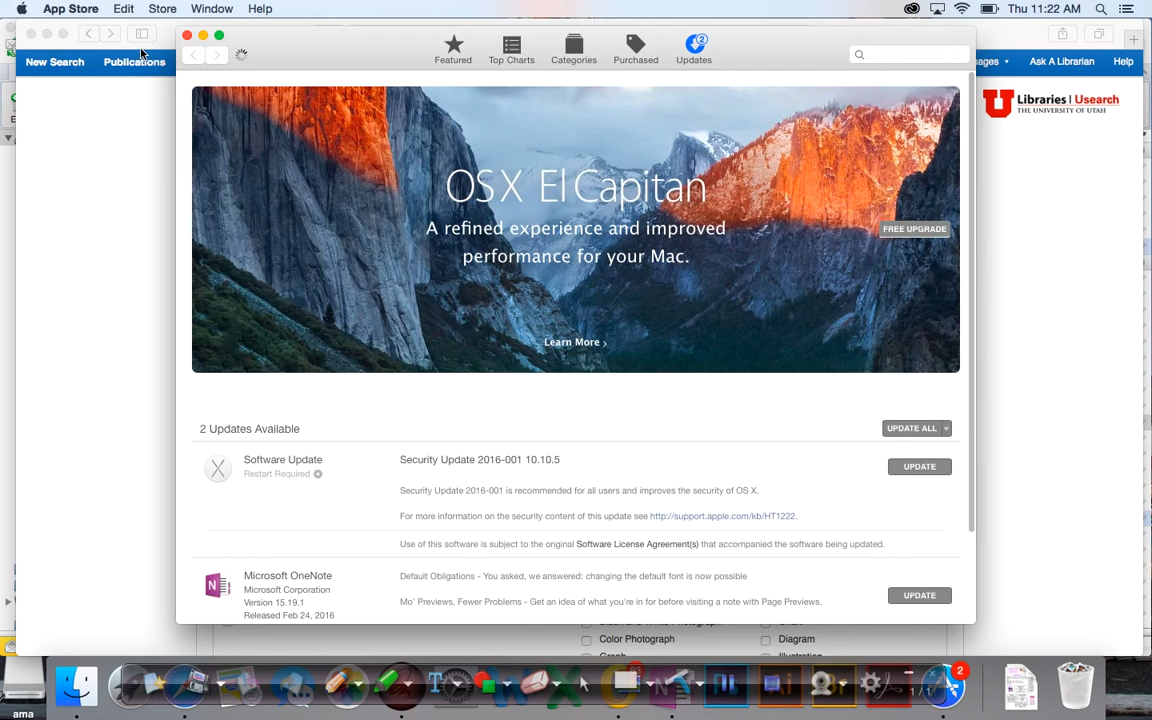 App Store Edit Store Window Help Thu 11:22 AM
New Search Publications ages Ask A Librarian Help
Libraries | Usearch
THE UNIVERSITY OF UTAH
Featured Top Charts Categories Purchased Updates
2
OS X El Capitan
A refined experience and improved
performance for your Mac.
FREE UPGRADE
Learn More ›
2 Updates Available UPDATE ALL
Software Update
Restart Required
Security Update 2016-001 10.10.5
UPDATE
Security Update 2016-001 is recommended for all users and improves the security of OS X.
For more information on the security content of this update see http://support.apple.com/kb/HT1222.
Use of this software is subject to the original Software License Agreement(s) that accompanied the software being updated.
Microsoft OneNote
Microsoft Corporation
Version 15.19.1
Released Feb 24, 2016
Default Obligations - You asked, we answered: changing the default font is now possible
Mo' Previews, Fewer Problems - Get an idea of what you're in for before visiting a note with Page Previews.
UPDATE
Color Photograph Diagram
2
1/1
PDF
ama